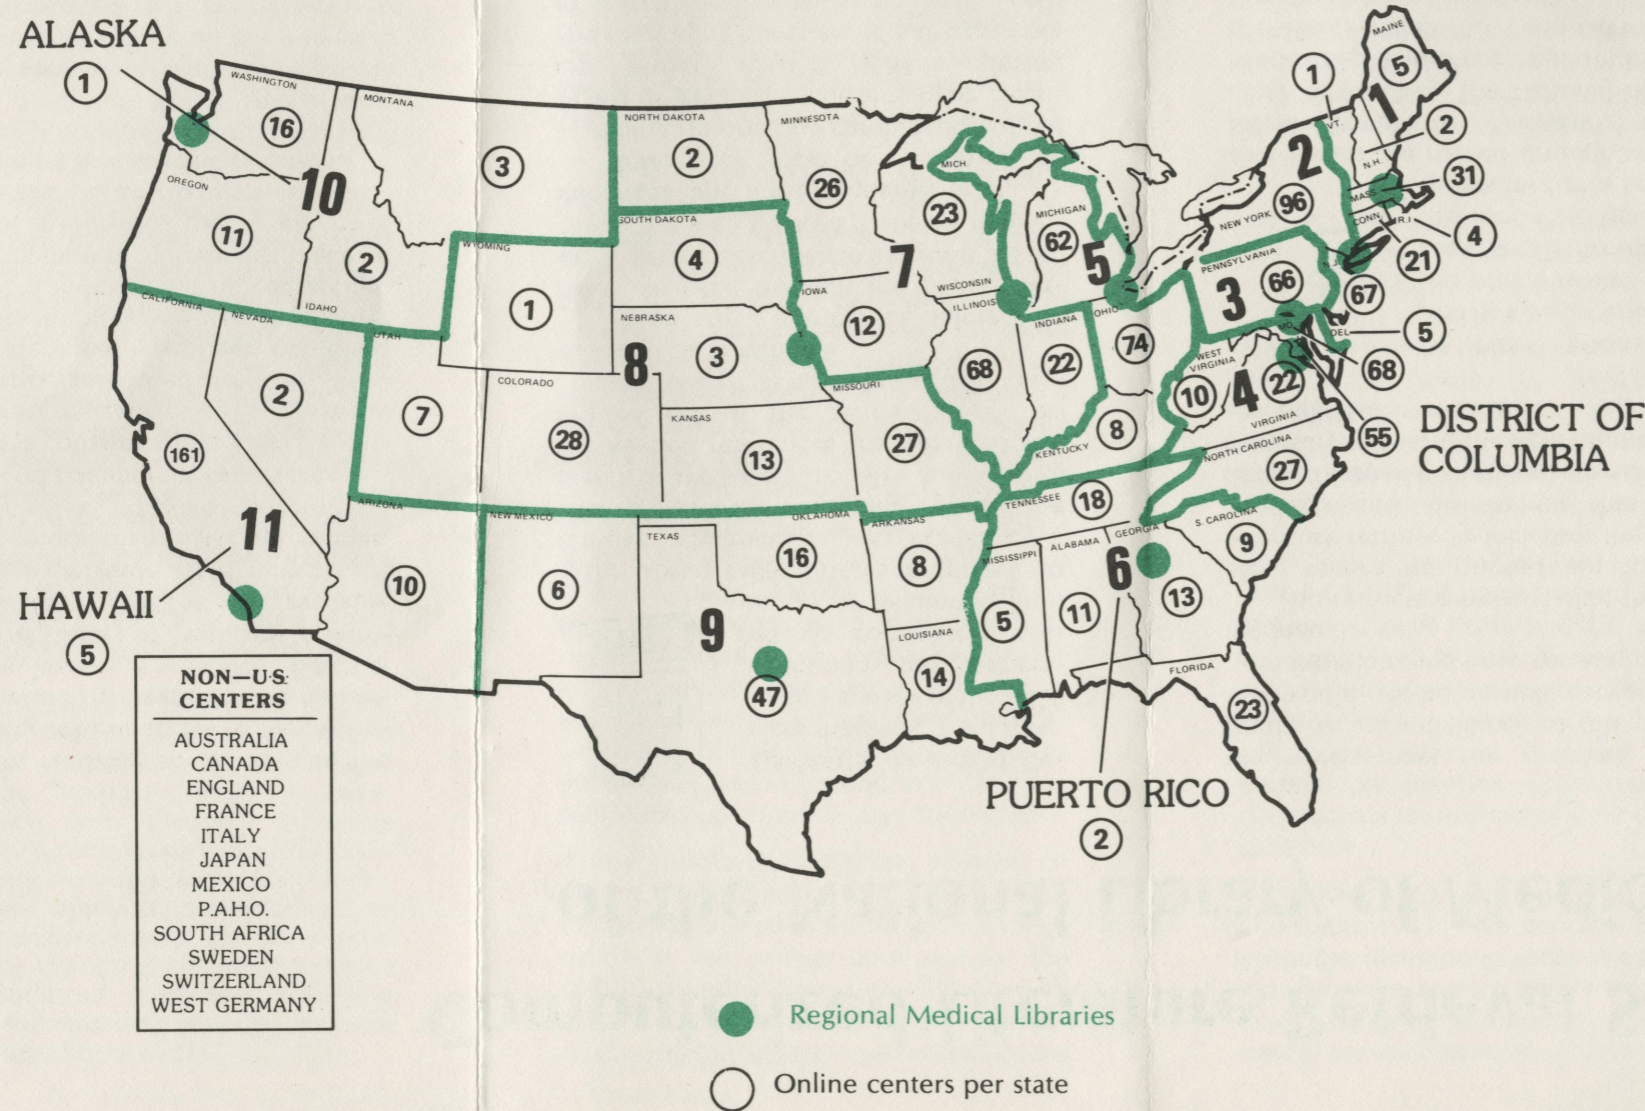 ALASKA
1
WASHINGTON
16
MONTANA
3
OREGON
11
10
2
IDAHO
NORTH DAKOTA
2
SOUTH DAKOTA
4
MINNESOTA
26
WYOMING
1
NEBRASKA
3
IOWA
12
7
23
WISCONSIN
MICH.
MICHIGAN
62
5
MAINE
5
1
1
VT.
2
N.H.
2
MASS.
31
CONN.
R.I.
4
21
NEW YORK
96
PENNSYLVANIA
66
3
N.J.
67
DEL
5
MD.
68
55
DISTRICT OF
COLUMBIA
CALIFORNIA
161
NEVADA
2
UTAH
7
COLORADO
28
8
KANSAS
13
MISSOURI
27
ILLINOIS
68
INDIANA
22
OHIO
74
KENTUCKY
8
WEST
VIRGINIA
10
4
22
VIRGINIA
NORTH CAROLINA
27
TENNESSEE
18
S. CAROLINA
9
11
HAWAII
5
ARIZONA
10
NEW MEXICO
6
TEXAS
9
47
OKLAHOMA
16
ARKANSAS
8
LOUISIANA
14
MISSISSIPPI
5
ALABAMA
11
GEORGIA
6
13
FLORIDA
23
PUERTO RICO
2
NON—U.S.
CENTERS
AUSTRALIA
CANADA
ENGLAND
FRANCE
ITALY
JAPAN
MEXICO
P.A.H.O.
SOUTH AFRICA
SWEDEN
SWITZERLAND
WEST GERMANY
Regional Medical Libraries
Online centers per state